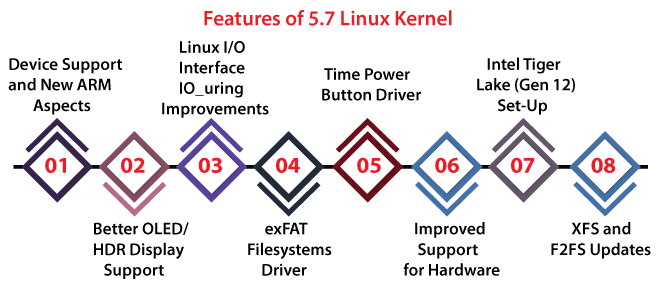 Features of 5.7 Linux Kernel
Device Support
and New ARM
Aspects
Linux I/O
Interface
IO_uring
Improvements
Time Power
Button Driver
Intel Tiger
Lake (Gen 12)
Set-Up
01
02
03
04
05
06
07
08
Better OLED/
HDR Display
Support
exFAT
Filesystems
Driver
Improved
Support
for Hardware
XFS and
F2FS Updates